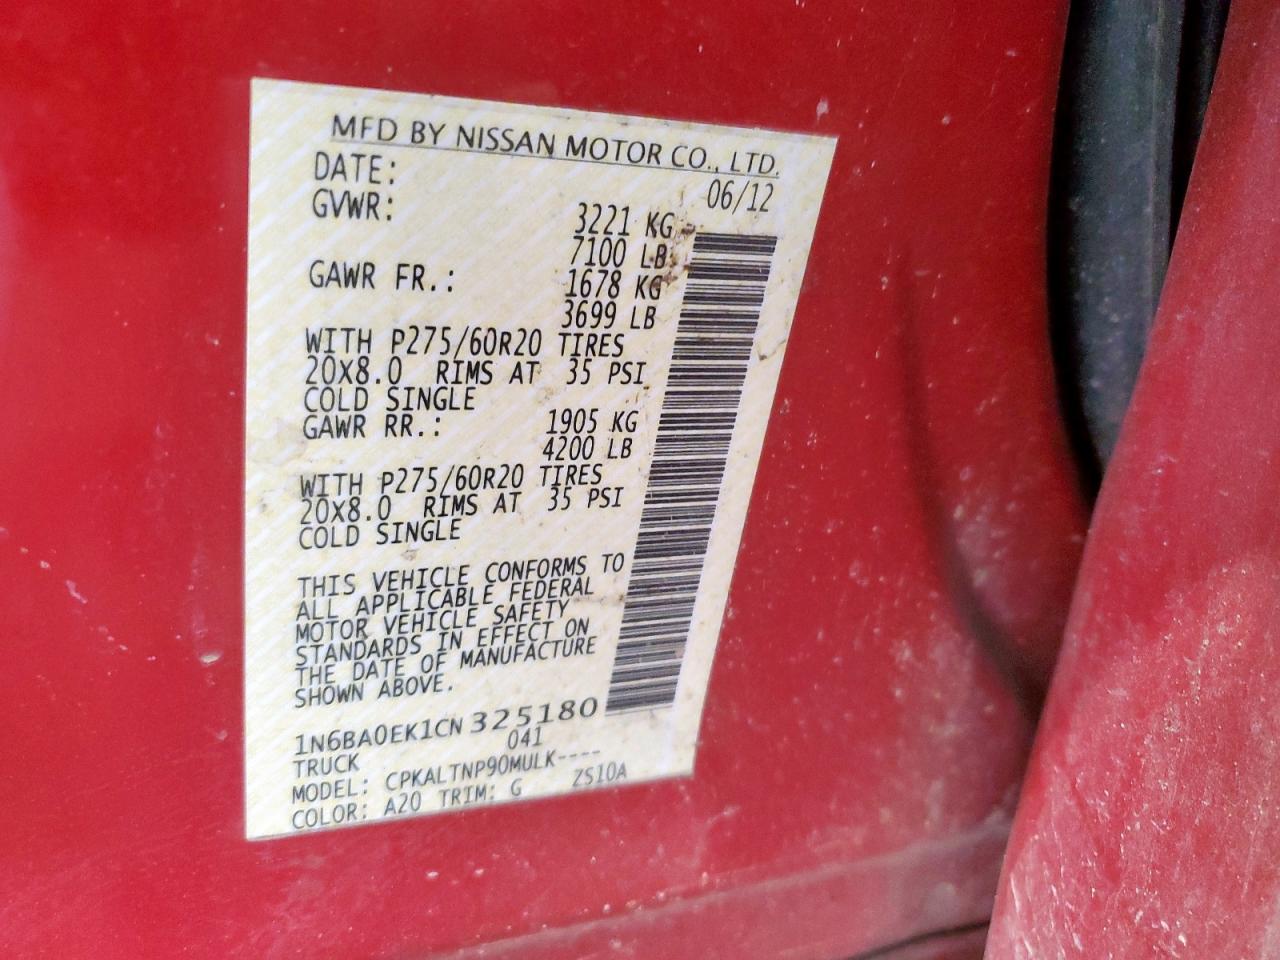 MFD BY NISSAN MOTOR CO., LTD.
DATE: 06/12
GVWR: 3221 KG
7100 LB
GAWR FR.: 1678 KG
3699 LB
WITH P275/60R20 TIRES
20X8.0 RIMS AT 35 PSI
COLD SINGLE
GAWR RR.: 1905 KG
4200 LB
WITH P275/60R20 TIRES
20X8.0 RIMS AT 35 PSI
COLD SINGLE
THIS VEHICLE CONFORMS TO
ALL APPLICABLE FEDERAL
MOTOR VEHICLE SAFETY
STANDARDS IN EFFECT ON
THE DATE OF MANUFACTURE
SHOWN ABOVE.
1N6BA0EK1CN325180
TRUCK 041
MODEL: CPKALTNP90MULK----
COLOR: A20 TRIM: G ZS10A